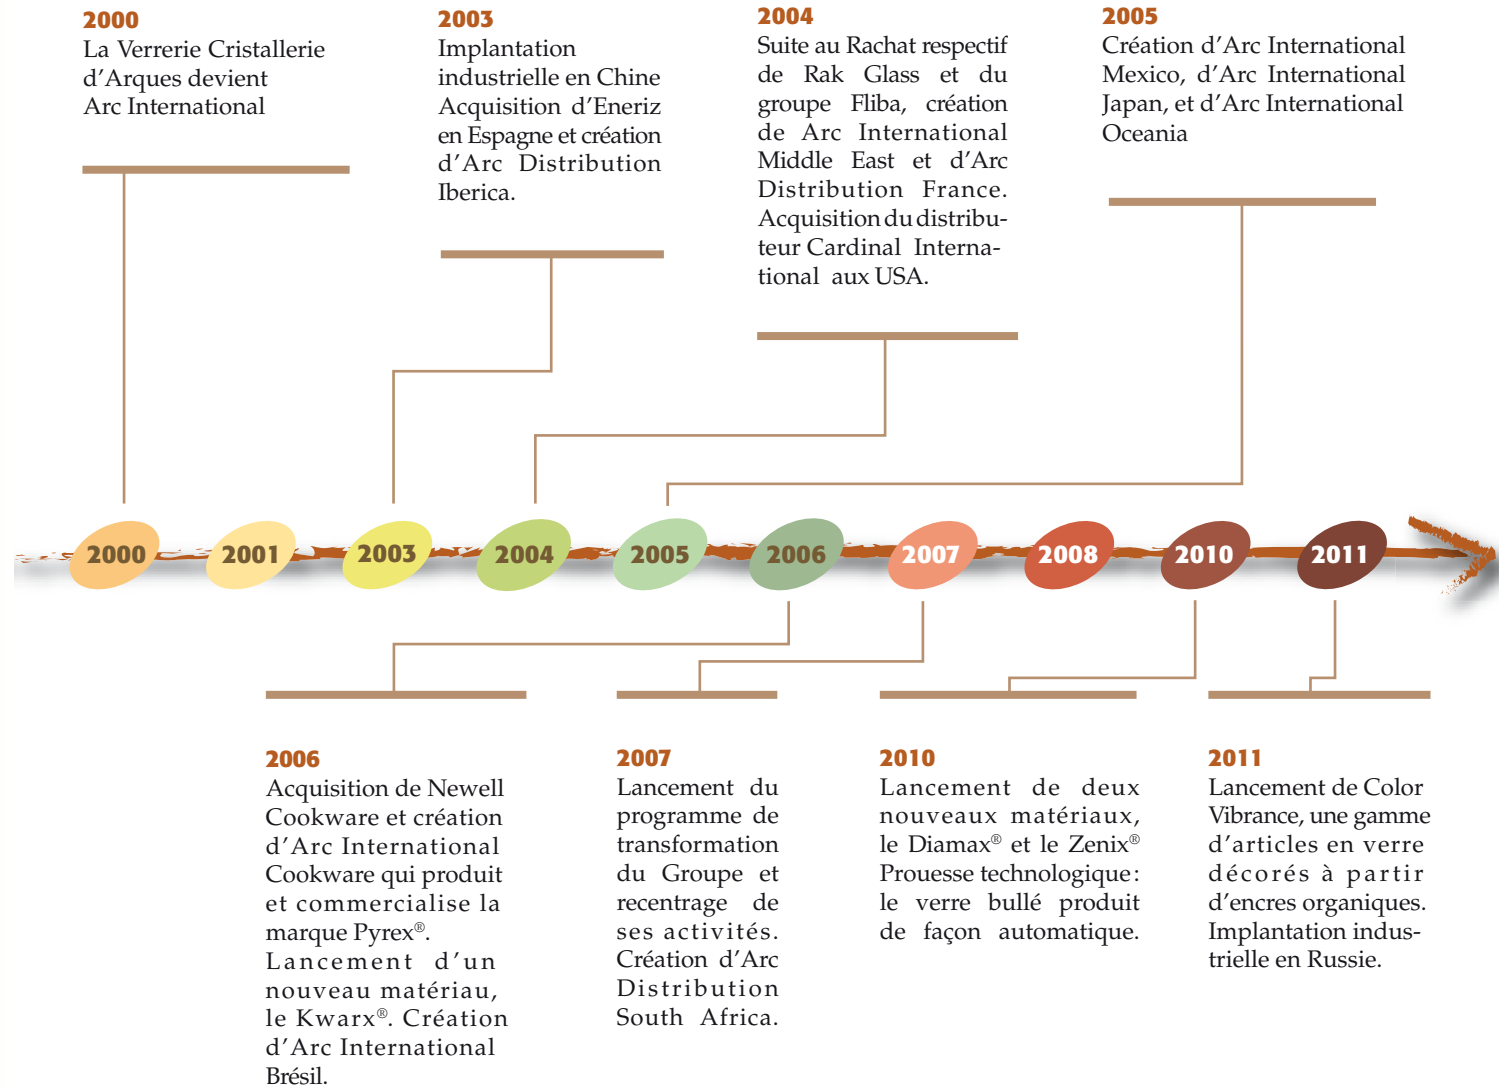 2000
La Verrerie Cristallerie
d’Arques devient
Arc International
2003
Implantation
industrielle en Chine
Acquisition d’Eneriz
en Espagne et création
d’Arc Distribution
Iberica.
2004
Suite au Rachat respectif
de Rak Glass et du
groupe Fliba, création
de Arc International
Middle East et d’Arc
Distribution France.
Acquisition du distribu-
teur Cardinal Interna-
tional aux USA.
2005
Création d’Arc International
Mexico, d’Arc International
Japan, et d’Arc International
Oceania
2000 2001 2003 2004 2005 2006 2007 2008 2010 2011
2006
Acquisition de Newell
Cookware et création
d’Arc International
Cookware qui produit
et commercialise la
marque Pyrex®.
Lancement d’un
nouveau matériau,
le Kwarx®. Création
d’Arc International
Brésil.
2007
Lancement du
programme de
transformation
du Groupe et
recentrage de
ses activités.
Création d’Arc
Distribution
South Africa.
2010
Lancement de deux
nouveaux matériaux,
le Diamax® et le Zenix®
Prouesse technologique:
le verre bullé produit
de façon automatique.
2011
Lancement de Color
Vibrance, une gamme
d’articles en verre
décorés à partir
d’encres organiques.
Implantation indus-
trielle en Russie.